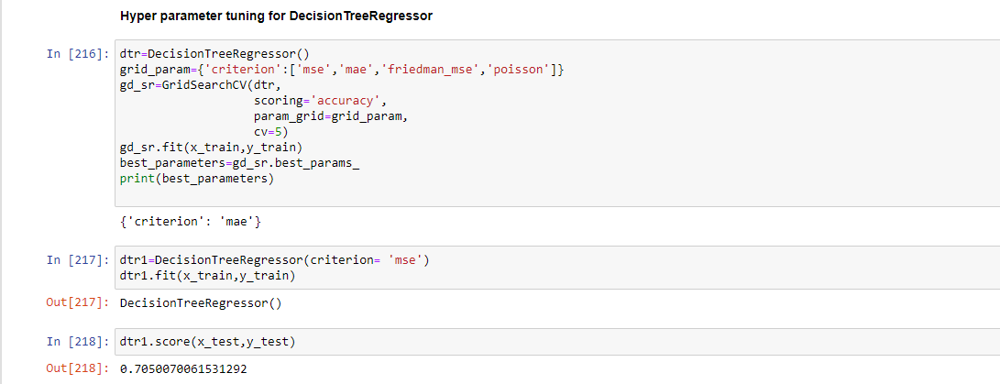 Hyper parameter tuning for DecisionTreeRegressor
In [216]: dtr=DecisionTreeRegressor()
grid_param={'criterion':['mse','mae','friedman_mse','poisson']}
gd_sr=GridSearchCV(dtr,
scoring='accuracy',
param_grid=grid_param,
cv=5)
gd_sr.fit(x_train,y_train)
best_parameters=gd_sr.best_params_
print(best_parameters)
{'criterion': 'mae'}
In [217]: dtr1=DecisionTreeRegressor(criterion= 'mse')
dtr1.fit(x_train,y_train)
Out[217]: DecisionTreeRegressor()
In [218]: dtr1.score(x_test,y_test)
Out[218]: 0.7050070061531292